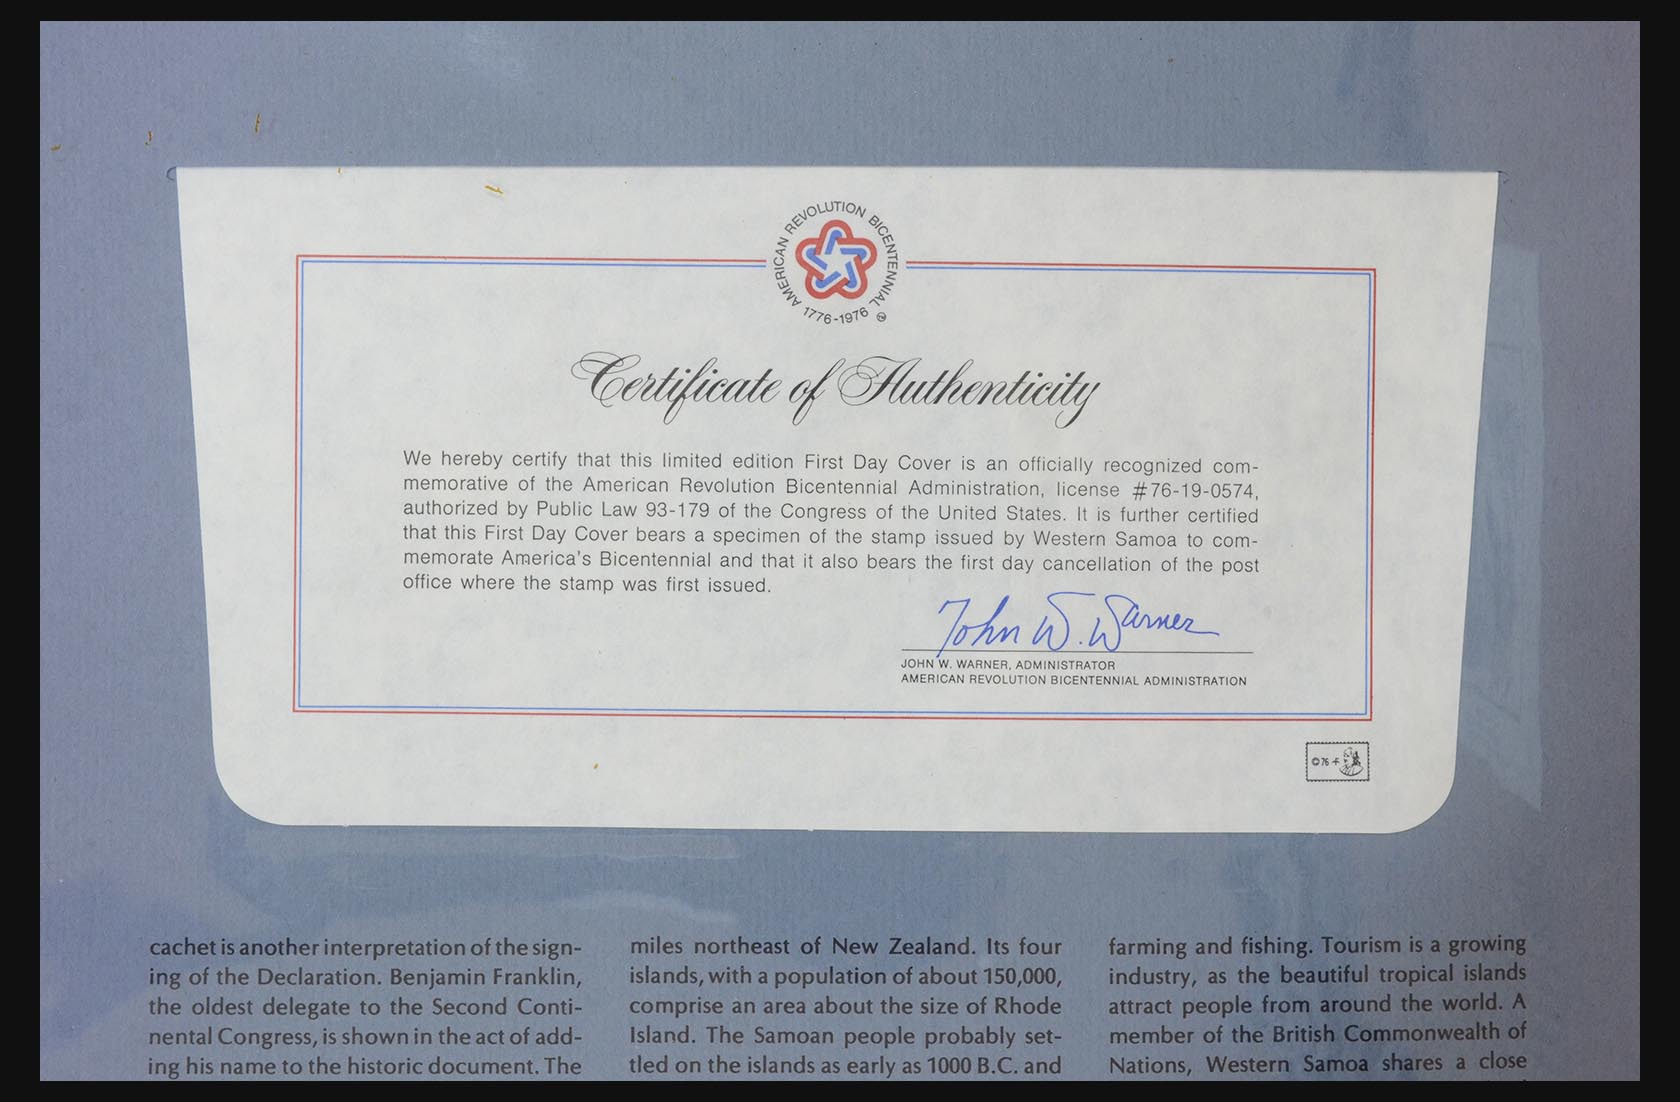 AMERICAN REVOLUTION BICENTENNIAL
1776-1976
Certificate of Authenticity
We hereby certify that this limited edition First Day Cover is an officially recognized com-
memorative of the American Revolution Bicentennial Administration, license #76-19-0574,
authorized by Public Law 93-179 of the Congress of the United States. It is further certified
that this First Day Cover bears a specimen of the stamp issued by Western Samoa to com-
memorate America's Bicentennial and that it also bears the first day cancellation of the post
office where the stamp was first issued.
John W. Warner
JOHN W. WARNER, ADMINISTRATOR
AMERICAN REVOLUTION BICENTENNIAL ADMINISTRATION
©76
cachet is another interpretation of the sign-
ing of the Declaration. Benjamin Franklin,
the oldest delegate to the Second Conti-
nental Congress, is shown in the act of add-
ing his name to the historic document. The
miles northeast of New Zealand. Its four
islands, with a population of about 150,000,
comprise an area about the size of Rhode
Island. The Samoan people probably set-
tled on the islands as early as 1000 B.C. and
farming and fishing. Tourism is a growing
industry, as the beautiful tropical islands
attract people from around the world. A
member of the British Commonwealth of
Nations, Western Samoa shares a close